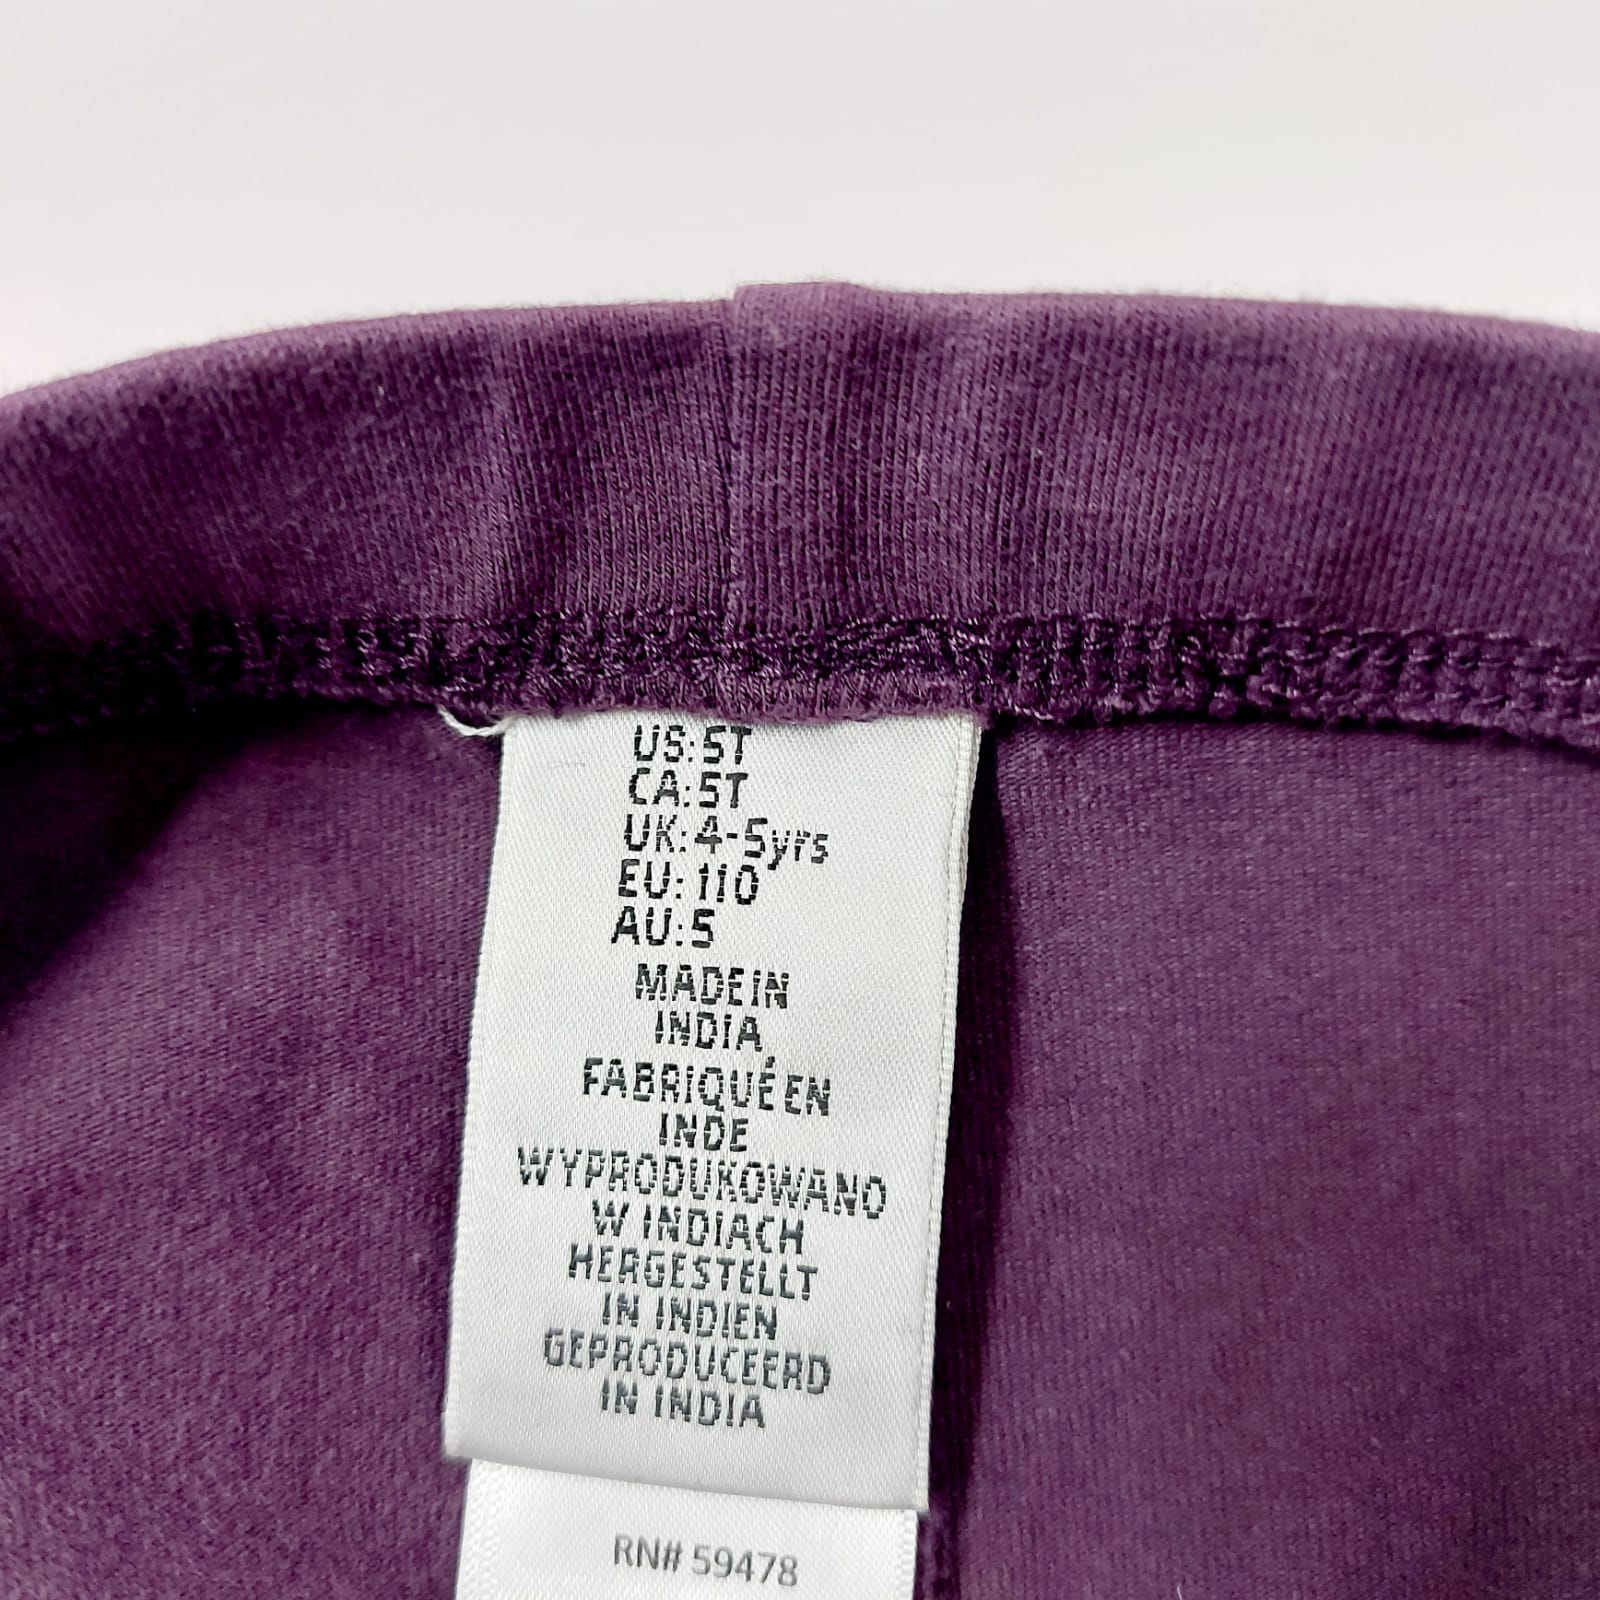 US: 5T
CA: 5T
UK: 4-5yrs
EU: 110
AU: 5
MADE IN
INDIA
FABRIQUÉ EN
INDE
WYPRODUKOWANO
W INDIACH
HERGESTELLT
IN INDIEN
GEPRODUCEERD
IN INDIA
RN# 59478